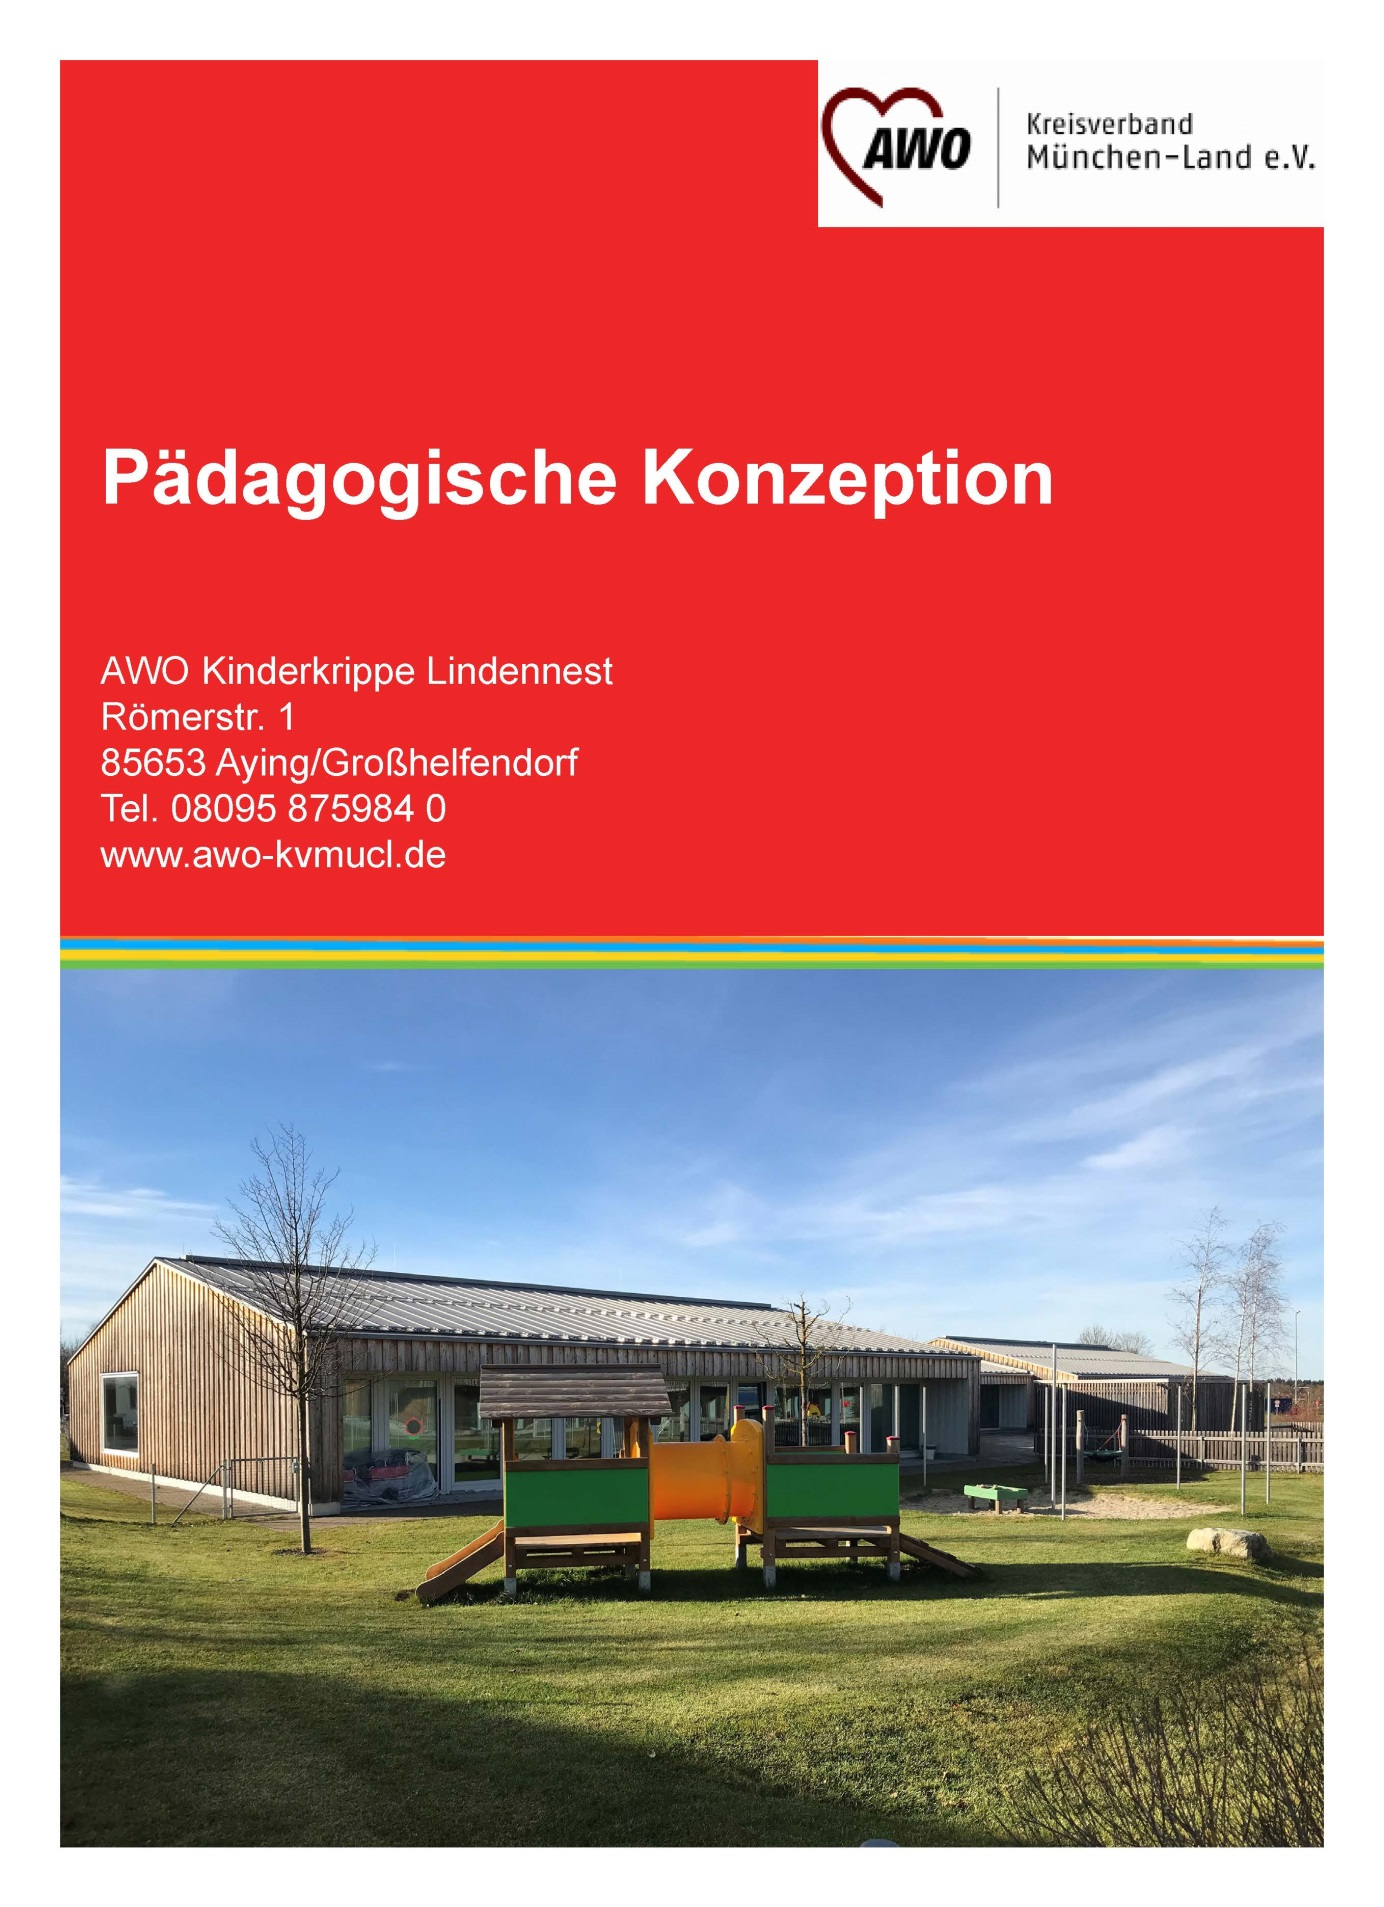 AWO
Kreisverband
München-Land e.V.
Pädagogische Konzeption
AWO Kinderkrippe Lindennest
Römerstr. 1
85653 Aying/Großhelfendorf
Tel. 08095 875984 0
www.awo-kvmucl.de